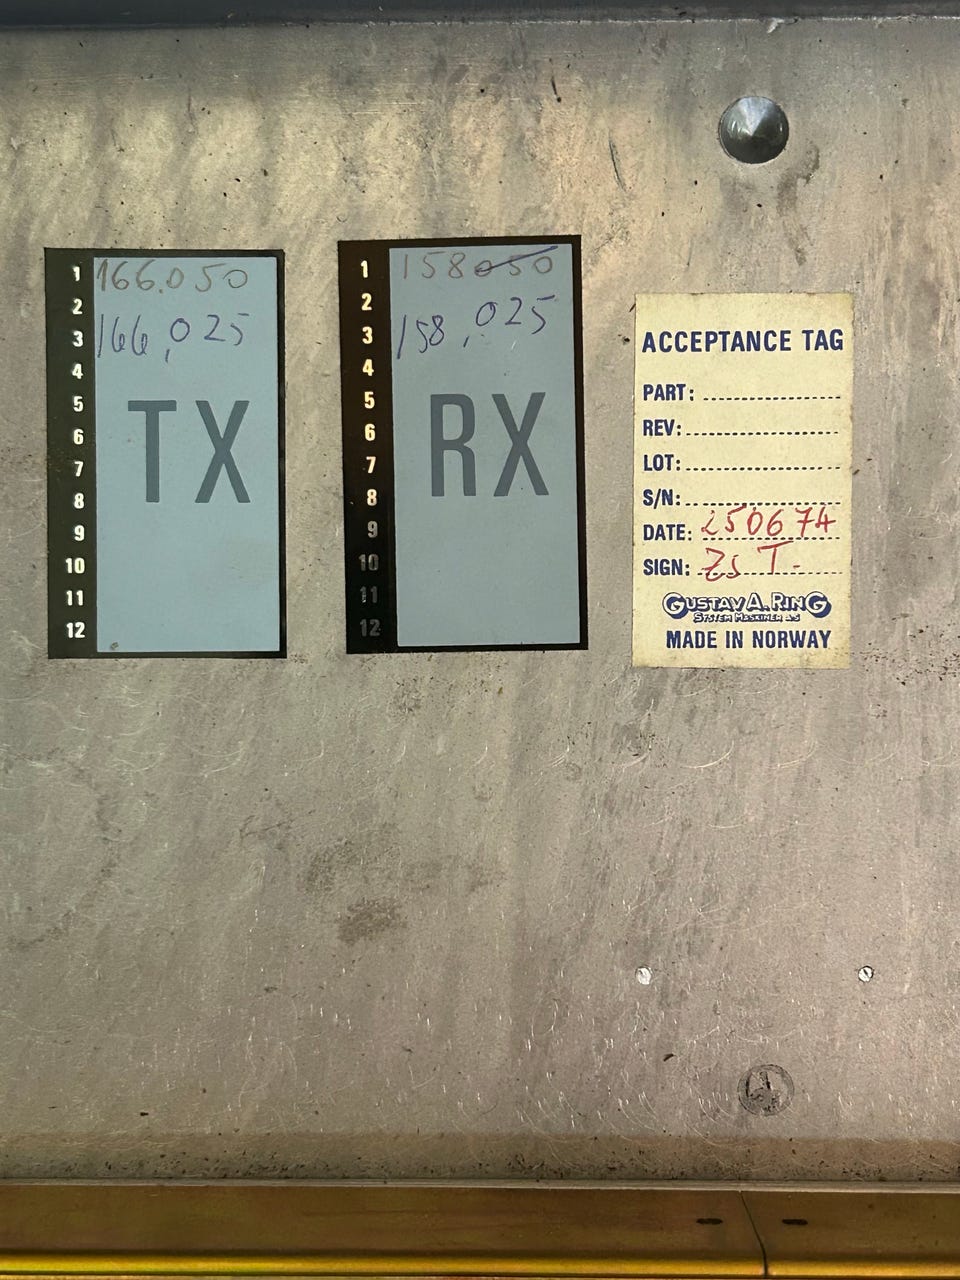 1 166.050
2
3 166,025
4
5
6
7
8
9
10
11
12
TX
1 158050
2
3 158,025
4
5
6
7
8
9
10
11
12
RX
ACCEPTANCE TAG
PART:
REV:
LOT:
S/N:
DATE: 250674
SIGN:
GUSTAV A. RING
SYSTEM MASKINER A.S
MADE IN NORWAY